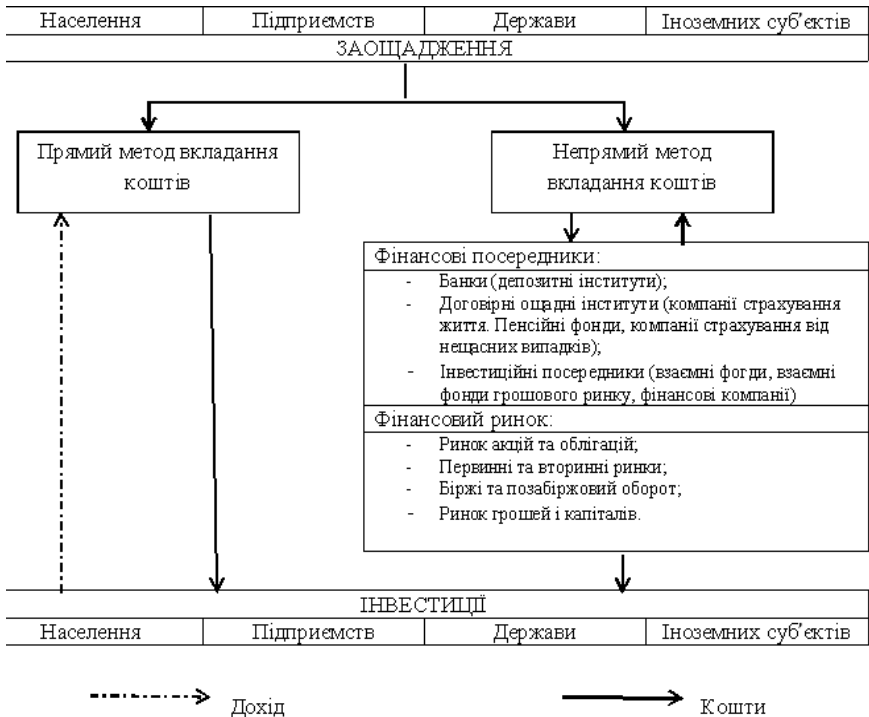 Населення Підприємств Держави Іноземних суб'єктів
ЗАОЩАДЖЕННЯ
Прямий метод вкладання
коштів
Непрямий метод
вкладання коштів
Фінансові посередники:
- Банки (депозитні інститути);
- Договірні ощадні інститути (компанії страхування
життя. Пенсійні фонди, компанії страхування від
нещасних випадків);
- Інвестиційні посередники (взаємні фогди, взаємні
фонди грошового ринку, фінансові компанії)
Фінансовий ринок:
- Ринок акцій та облігацій;
- Первинні та вторинні ринки;
- Біржі та позабіржовий оборот;
- Ринок грошей і капіталів.
ІНВЕСТИЦІЇ
Населення Підприємств Держави Іноземних суб'єктів
Дохід Кошти